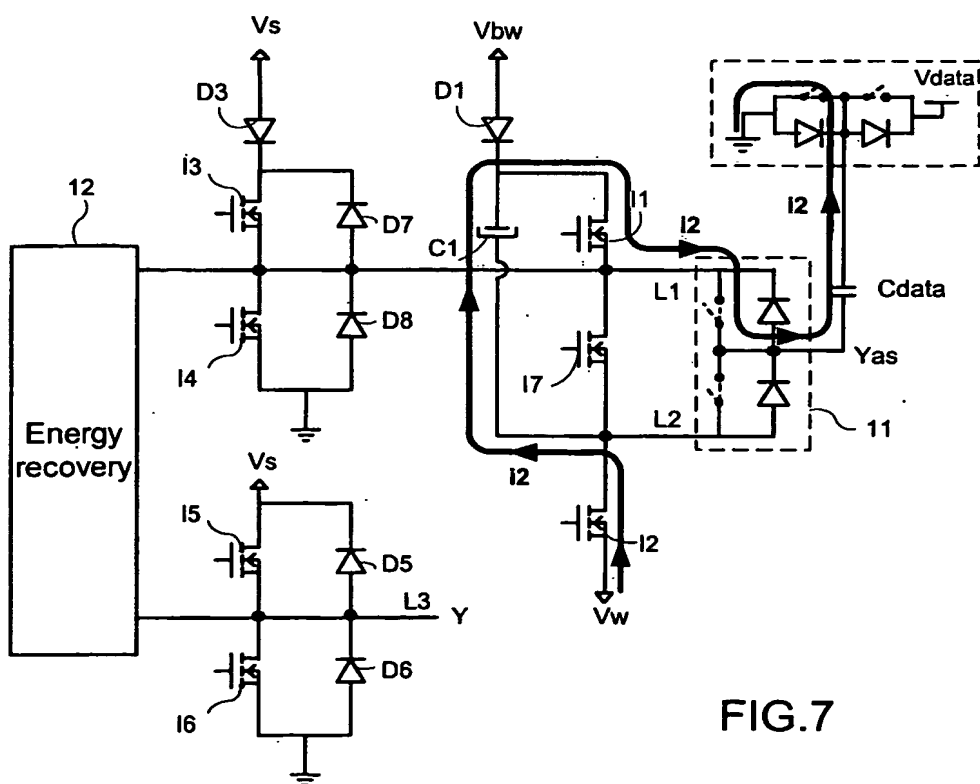 Vs
Vbw
Vdata
D3
D1
I3
12
D7
C1
I1
i2
i2
L1
Cdata
D8
I4
I7
Yas
L2
11
Energy
recovery
i2
Vs
I5
D5
I2
L3
Y
Vw
D6
I6
FIG.7